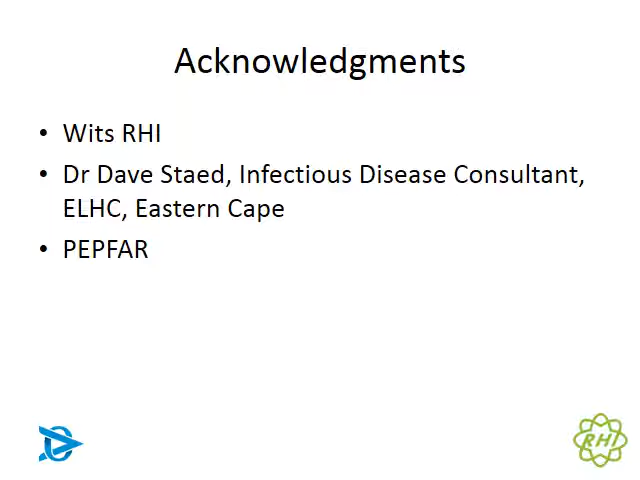 Acknowledgments
• Wits RHI
• Dr Dave Staed, Infectious Disease Consultant,
ELHC, Eastern Cape
• PEPFAR
RHI